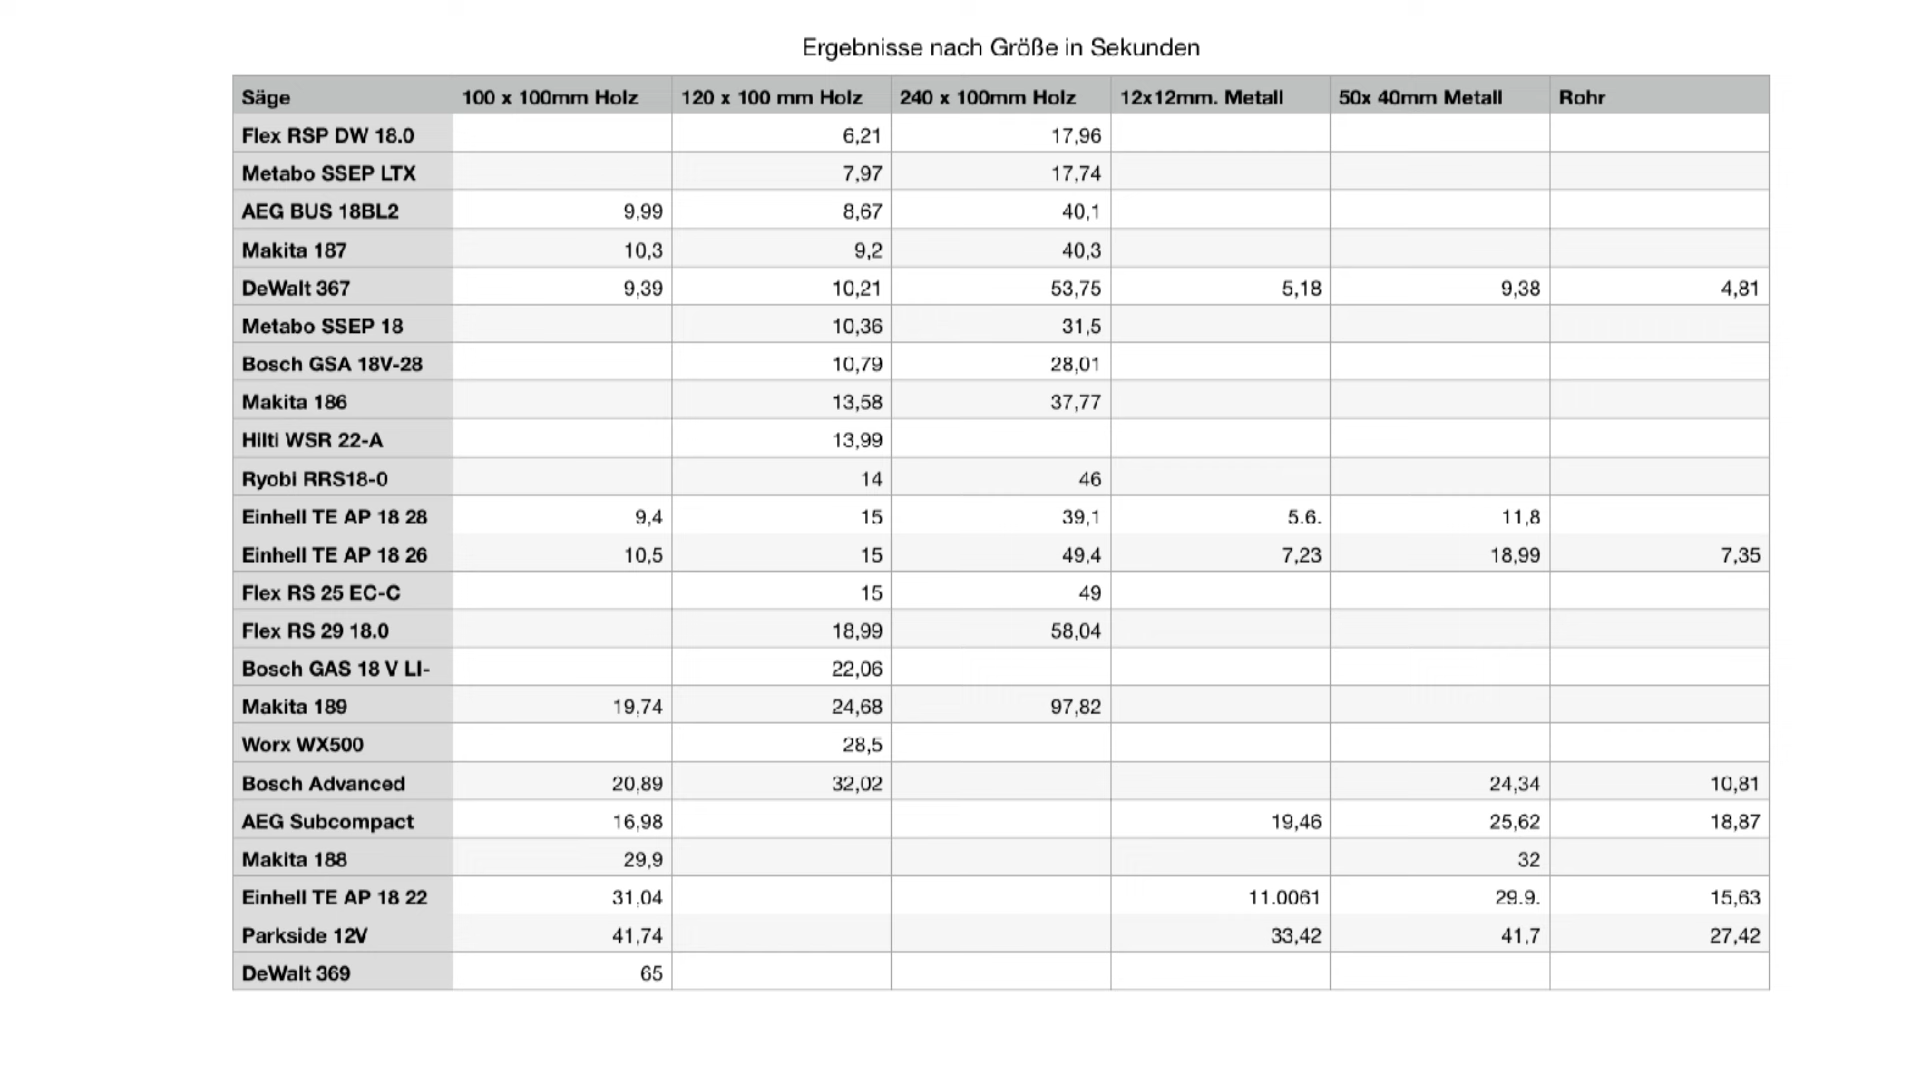 Ergebnisse nach Größe in Sekunden
Säge 100 x 100mm Holz 120 x 100 mm Holz 240 x 100mm Holz 12x12mm. Metall 50x 40mm Metall Rohr
Flex RSP DW 18.0 6,21 17,96
Metabo SSEP LTX 7,97 17,74
AEG BUS 18BL2 9,99 8,67 40,1
Makita 187 10,3 9,2 40,3
DeWalt 367 9,39 10,21 53,75 5,18 9,38 4,81
Metabo SSEP 18 10,36 31,5
Bosch GSA 18V-28 10,79 28,01
Makita 186 13,58 37,77
Hilti WSR 22-A 13,99
Ryobi RRS18-0 14 46
Einhell TE AP 18 28 9,4 15 39,1 5.6. 11,8
Einhell TE AP 18 26 10,5 15 49,4 7,23 18,99 7,35
Flex RS 25 EC-C 15 49
Flex RS 29 18.0 18,99 58,04
Bosch GAS 18 V LI- 22,06
Makita 189 19,74 24,68 97,82
Worx WX500 28,5
Bosch Advanced 20,89 32,02 24,34 10,81
AEG Subcompact 16,98 19,46 25,62 18,87
Makita 188 29,9 32
Einhell TE AP 18 22 31,04 11.0061 29.9. 15,63
Parkside 12V 41,74 33,42 41,7 27,42
DeWalt 369 65